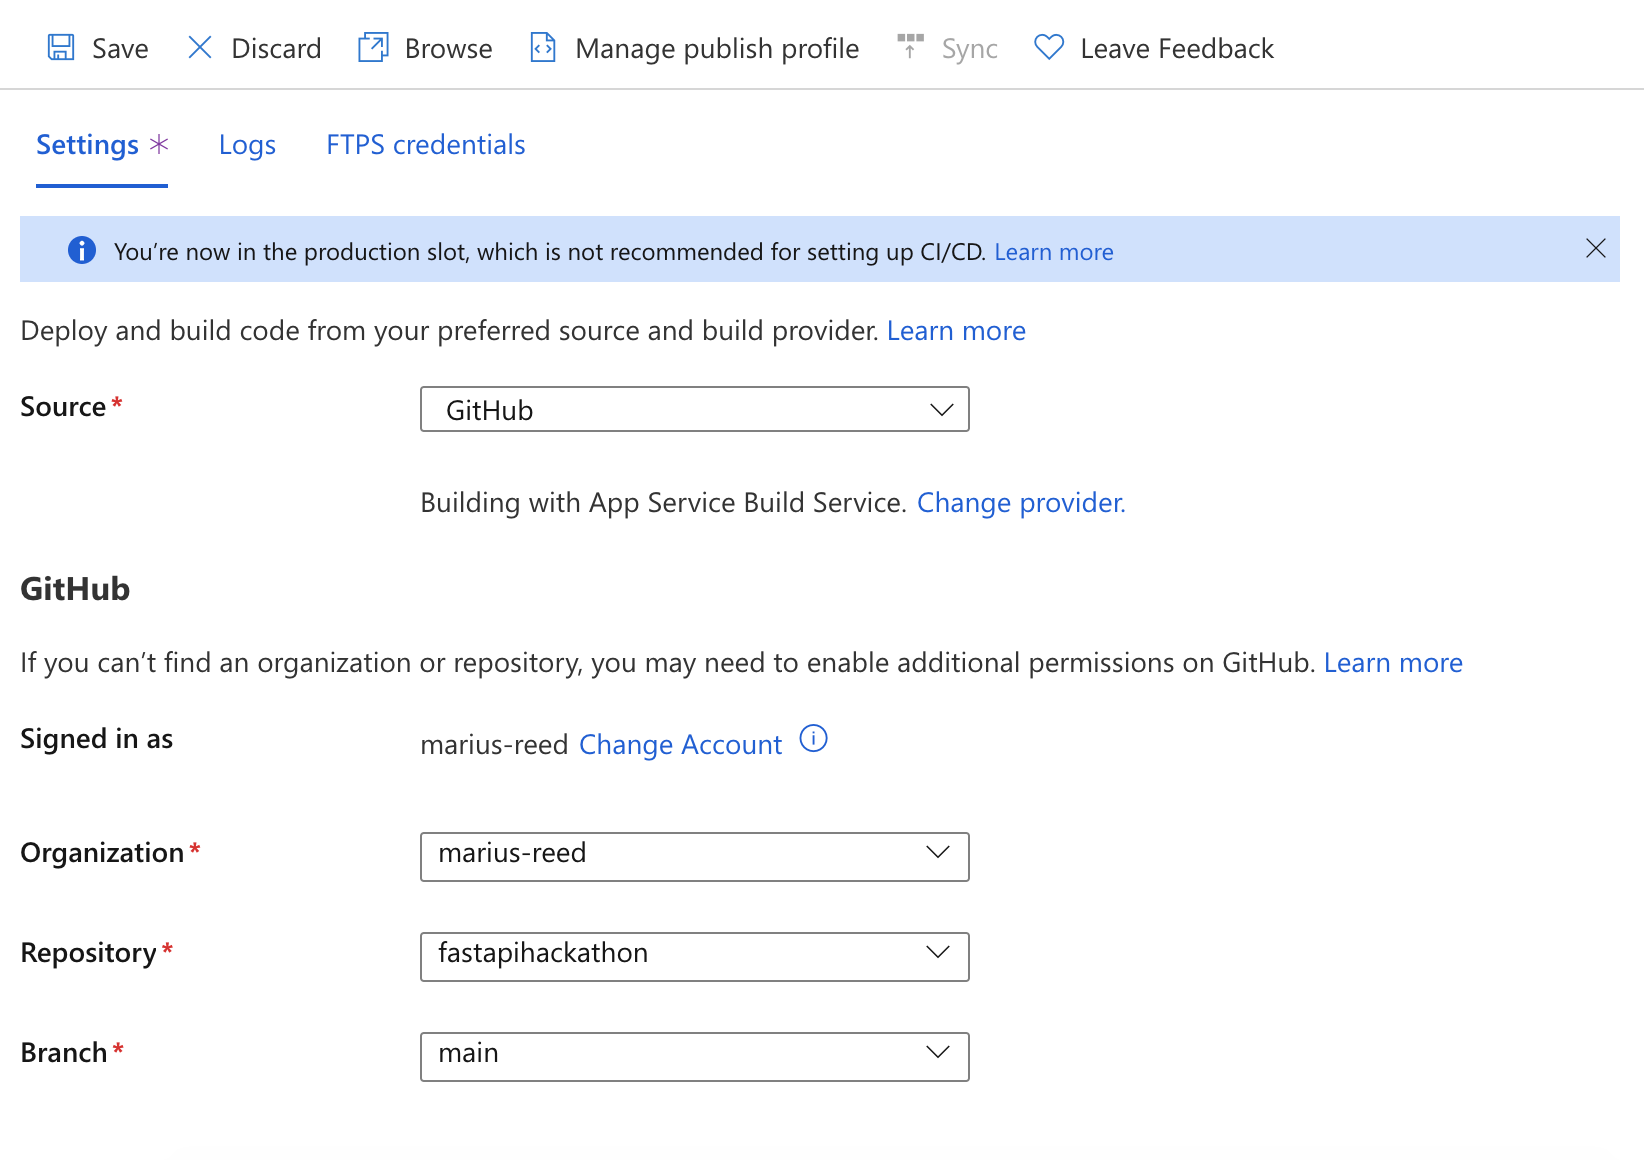 Save Discard Browse Manage publish profile Sync Leave Feedback
Settings * Logs FTPS credentials
You’re now in the production slot, which is not recommended for setting up CI/CD. Learn more
Deploy and build code from your preferred source and build provider. Learn more
Source * GitHub
Building with App Service Build Service. Change provider.
GitHub
If you can’t find an organization or repository, you may need to enable additional permissions on GitHub. Learn more
Signed in as marius-reed Change Account
Organization * marius-reed
Repository * fastapihackathon
Branch * main